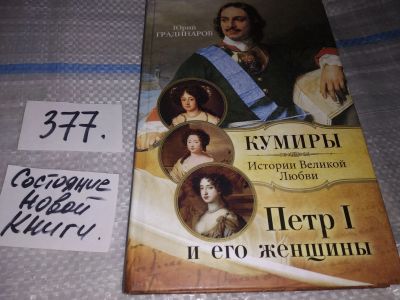 Юрий
ГРАДИНАРОВ
КУМИРЫ
Истории Великой
Любви
Петр I
и его женщины
377.
Состояние
новой
книги.